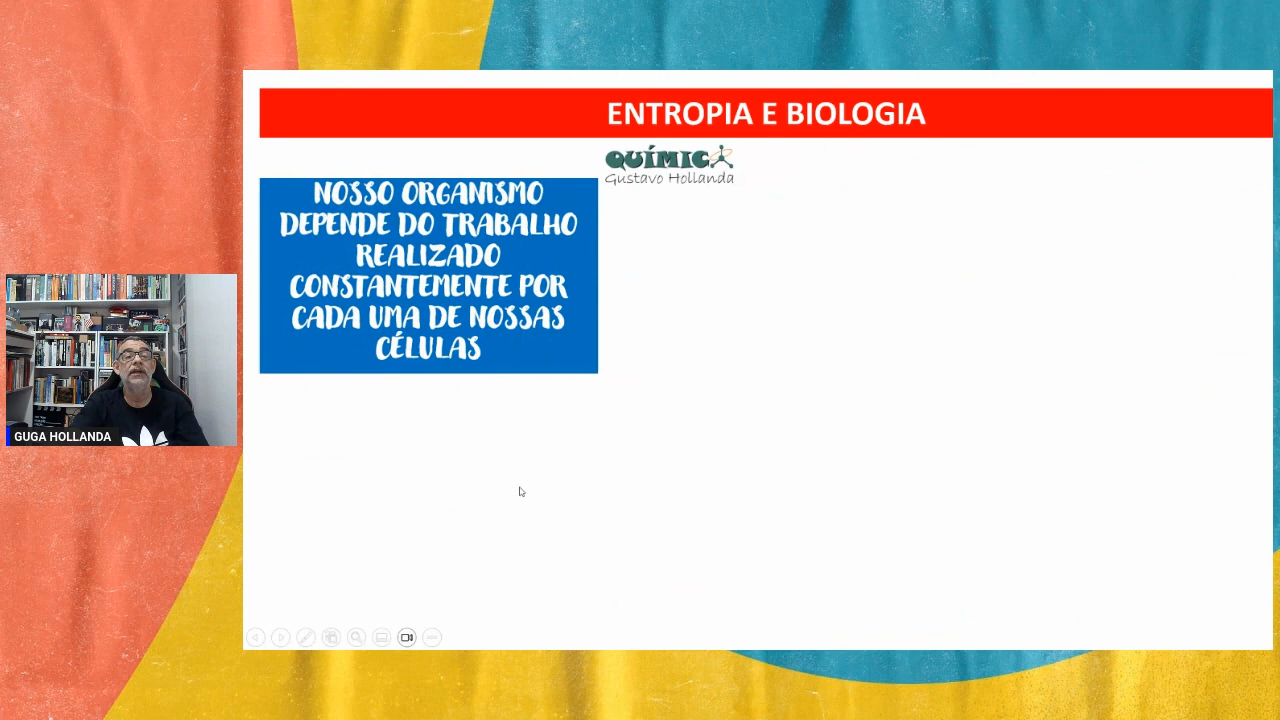 ENTROPIA E BIOLOGIA
QUÍMICA
Gustavo Hollanda
NOSSO ORGANISMO
DEPENDE DO TRABALHO
REALIZADO
CONSTANTEMENTE POR
CADA UMA DE NOSSAS
CÉLULAS
GUGA HOLLANDA